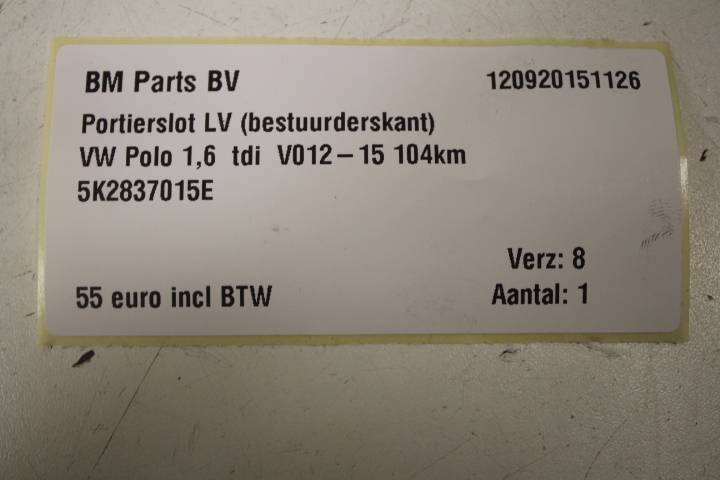 BM Parts BV 120920151126
Portierslot LV (bestuurderskant)
VW Polo 1,6 tdi V012-15 104km
5K2837015E
Verz: 8
55 euro incl BTW Aantal: 1